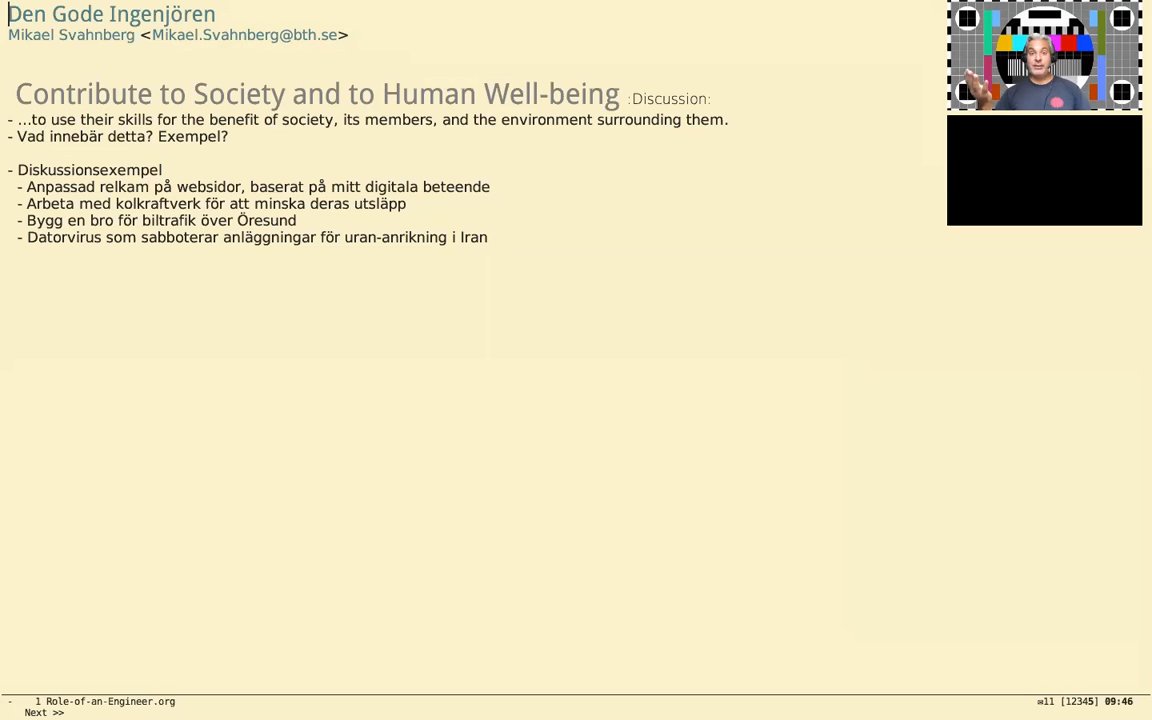 Den Gode Ingenjören
Mikael Svahnberg <Mikael.Svahnberg@bth.se>
Contribute to Society and to Human Well-being :Discussion:
- ...to use their skills for the benefit of society, its members, and the environment surrounding them.
- Vad innebär detta? Exempel?
- Diskussionsexempel
- Anpassad relkam på websidor, baserat på mitt digitala beteende
- Arbeta med kolkraftverk för att minska deras utsläpp
- Bygg en bro för biltrafik över Öresund
- Datorvirus som sabboterar anläggningar för uran-anrikning i Iran
- 1 Role-of-an-Engineer.org
✉11 [12345] 09:46
Next >>